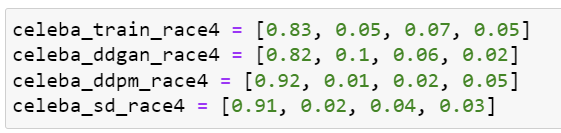 celeba_train_race4 = [0.83, 0.05, 0.07, 0.05]
celeba_ddgan_race4 = [0.82, 0.1, 0.06, 0.02]
celeba_ddpm_race4 = [0.92, 0.01, 0.02, 0.05]
celeba_sd_race4 = [0.91, 0.02, 0.04, 0.03]